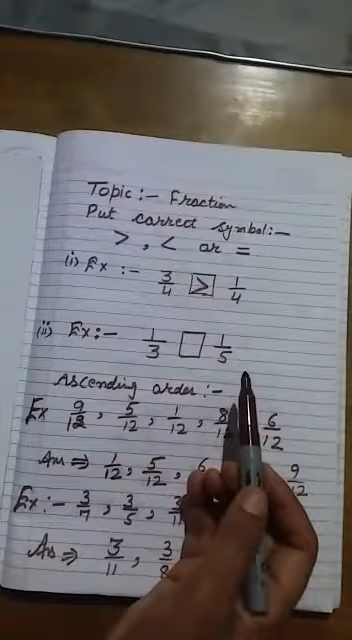 Topic:- Fraction
Put correct symbol:-
> , < or =
(i) Ex :- 3/4 > 1/4
(ii) Ex:- 1/3 □ 1/5
Ascending order:-
Ex 9/12, 5/12, 1/12, 8/12 6/12
Ans ⇒ 1/12, 5/12, 6 9/12
Ex:- 3/7, 3/5, 3/11
As ⇒ 3/11, 3/8